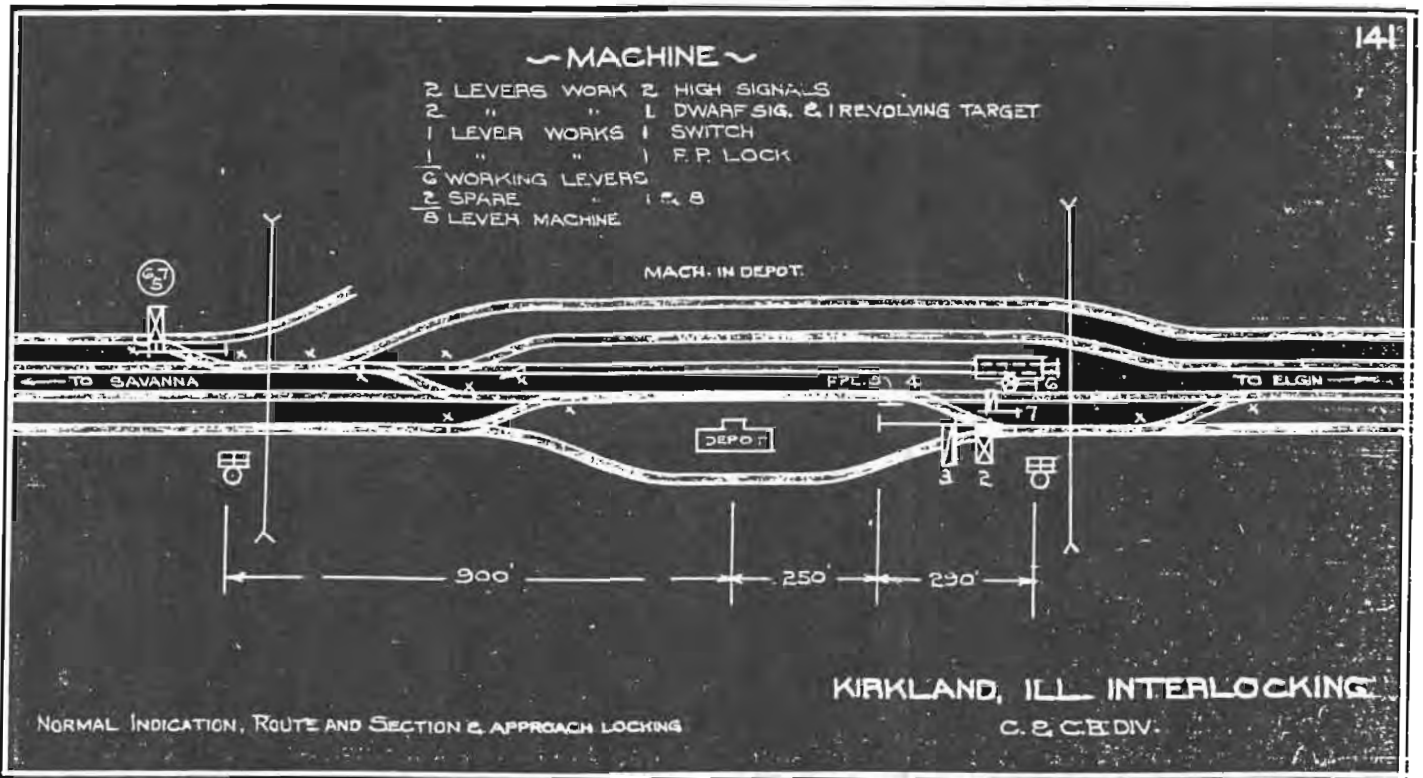 141
~ MACHINE ~
2 LEVERS WORK 2 HIGH SIGNALS
2 " " 1 DWARF SIG. & 1 REVOLVING TARGET
1 LEVER WORKS 1 SWITCH
1 " " 1 F.P. LOCK
6 WORKING LEVERS
2 SPARE " 1 & 8
8 LEVER MACHINE
MACH. IN DEPOT.
6,7
5
TO SAVANNA
4
6
TO ELGIN
7
DEPOT
3 2
900' 250' 290'
KIRKLAND, ILL. INTERLOCKING
C. & C.B. DIV.
NORMAL INDICATION, ROUTE AND SECTION & APPROACH LOCKING